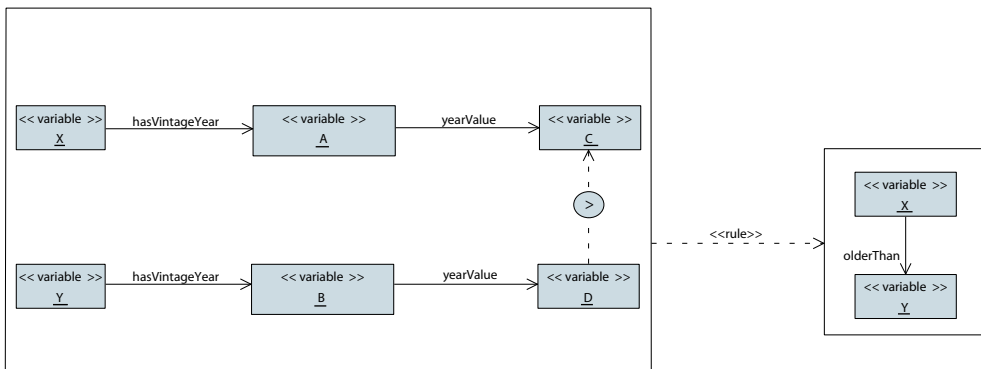 << variable >>
X
hasVintageYear
<< variable >>
A
yearValue
<< variable >>
C
>
<< variable >>
Y
hasVintageYear
<< variable >>
B
yearValue
<< variable >>
D
<<rule>>
<< variable >>
X
olderThan
<< variable >>
Y